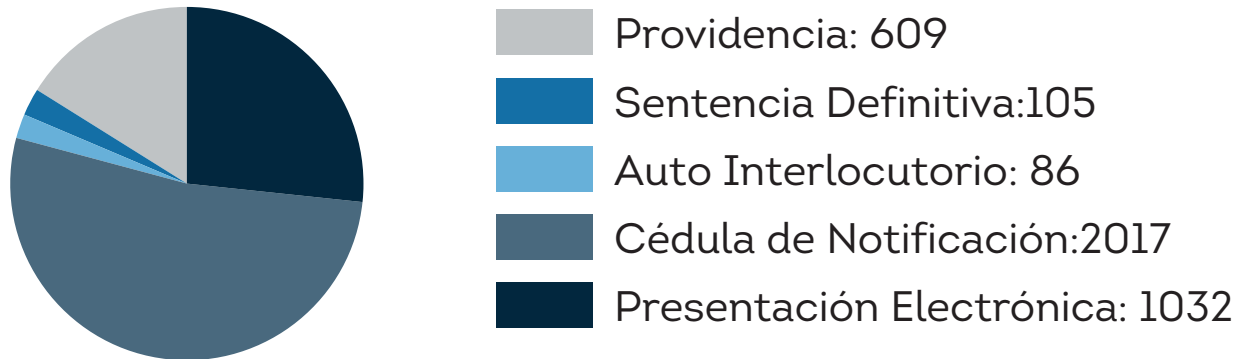 Providencia: 609
Sentencia Definitiva:105
Auto Interlocutorio: 86
Cédula de Notificación:2017
Presentación Electrónica: 1032